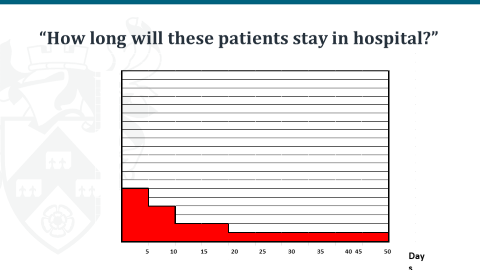 “How long will these patients stay in hospital?”
5 10 15 20 25 30 35 40 45 50
Day
s